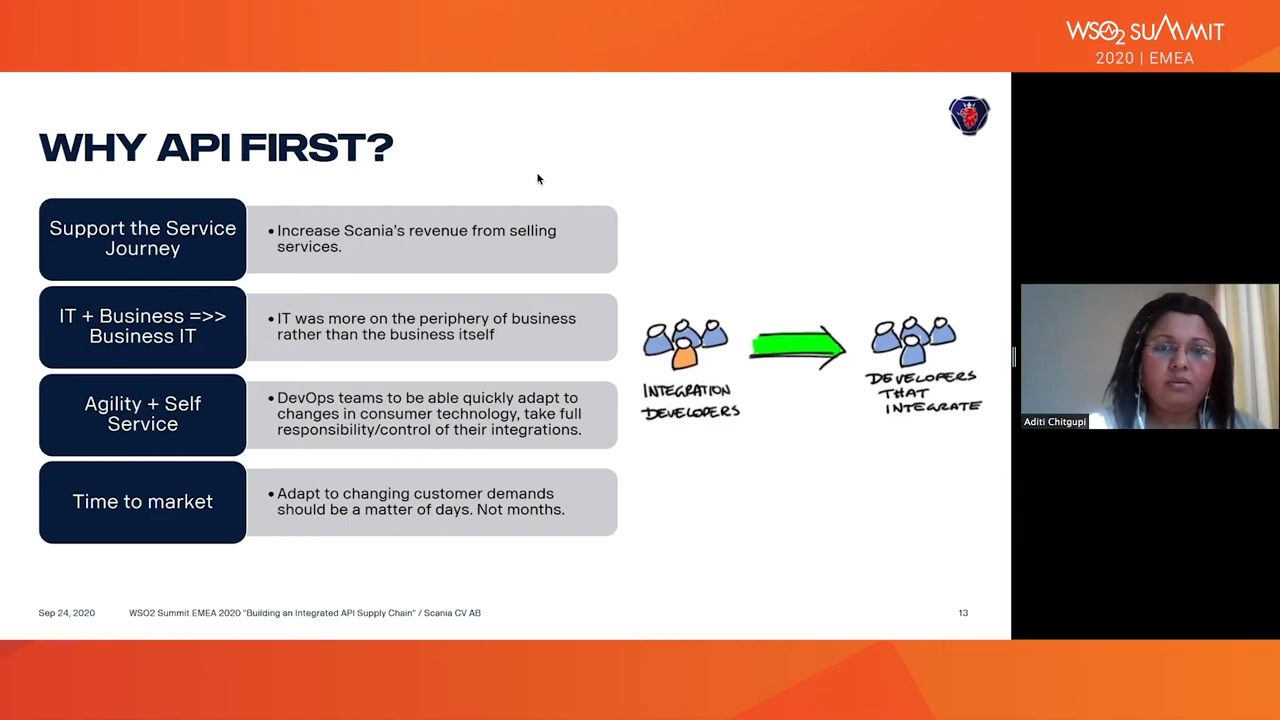 WSO2 SUMMIT
2020 | EMEA
WHY API FIRST?
Support the Service
Journey
• Increase Scania's revenue from selling
services.
IT + Business =>>
Business IT
• IT was more on the periphery of business
rather than the business itself
Agility + Self
Service
• DevOps teams to be able quickly adapt to
changes in consumer technology, take full
responsibility/control of their integrations.
Time to market
• Adapt to changing customer demands
should be a matter of days. Not months.
INTEGRATION
DEVELOPERS
DEVELOPERS
THAT
INTEGRATE
Aditi Chitgupi
Sep 24, 2020
WSO2 Summit EMEA 2020 "Building an Integrated API Supply Chain" / Scania CV AB
13